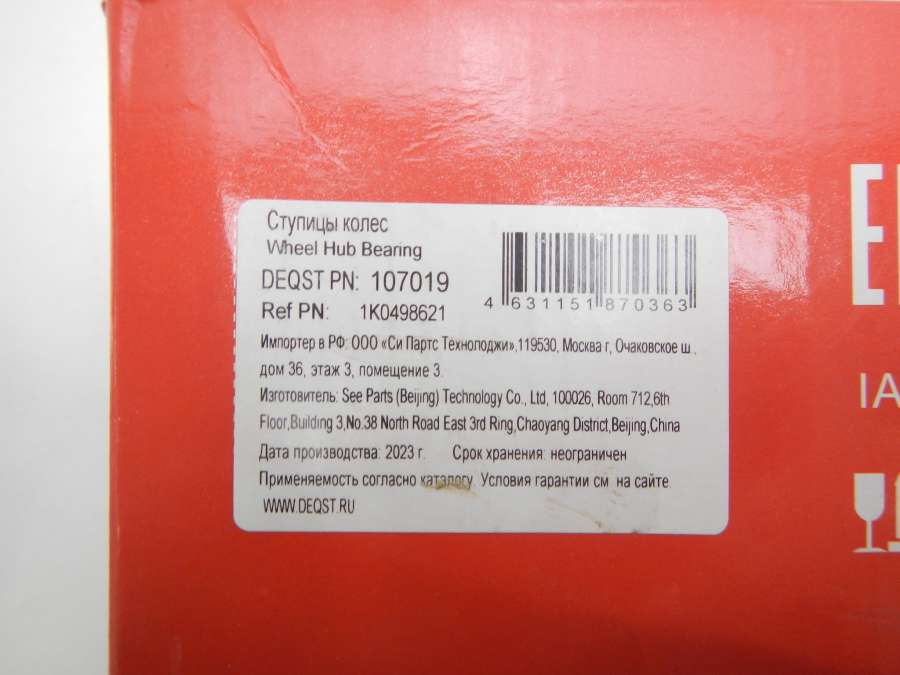 Ступицы колес
Wheel Hub Bearing
DEQST PN: 107019
Ref PN: 1K0498621
4 631151 870363
Импортер в РФ: ООО «Си Партс Технолоджи»,119530, Москва г, Очаковское ш.,
дом 36, этаж 3, помещение 3.
Изготовитель: See Parts (Beijing) Technology Co., Ltd, 100026, Room 712,6th
Floor,Building 3,No.38 North Road East 3rd Ring,Chaoyang District,Beijing,China
Дата производства: 2023 г. Срок хранения: неограничен
Применяемость согласно каталогу. Условия гарантии см. на сайте
WWW.DEQST.RU
IA